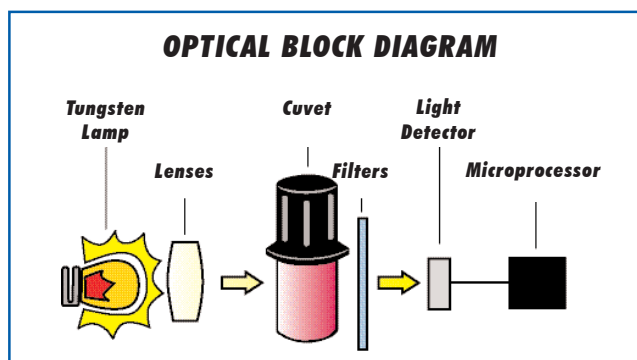 OPTICAL BLOCK DIAGRAM
Tungsten
Lamp
Lenses
Cuvet
Filters
Light
Detector
Microprocessor